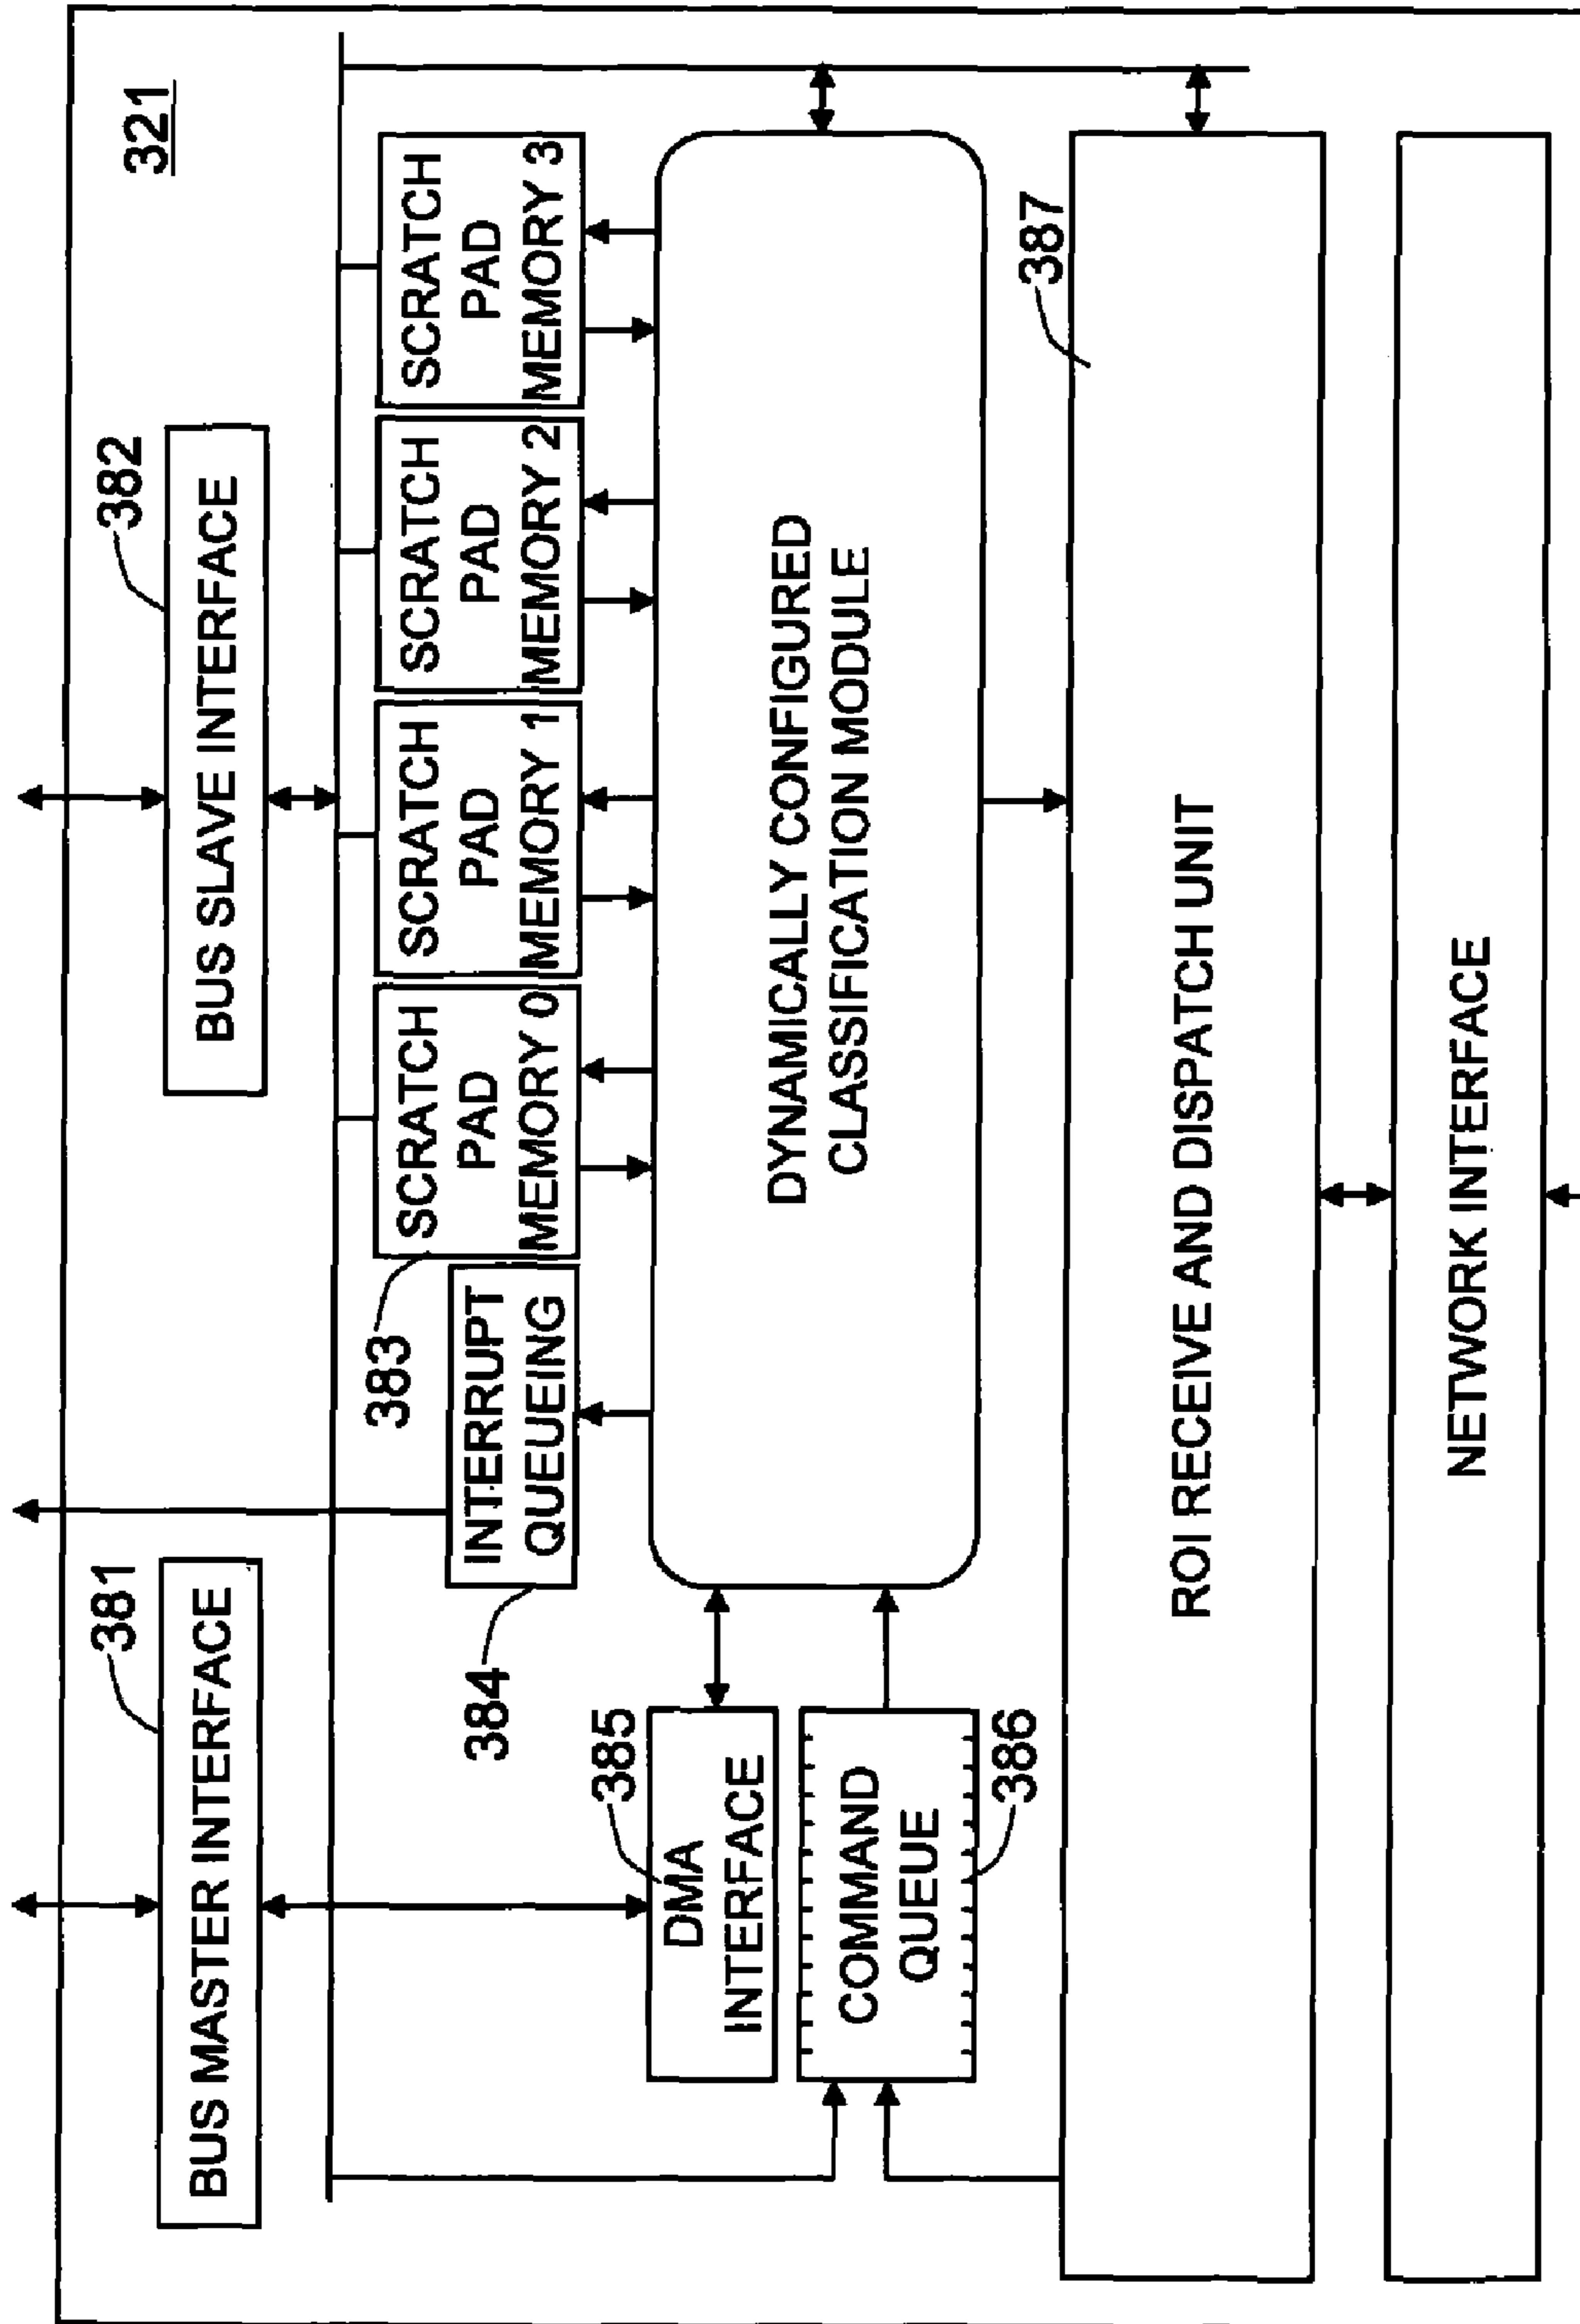 321
382
BUS SLAVE INTERFACE
381
BUS MASTER INTERFACE
SCRATCH
PAD
MEMORY 3
SCRATCH
PAD
MEMORY 2
SCRATCH
PAD
MEMORY 1
SCRATCH
PAD
MEMORY 0
383
INTERRUPT
QUEUEING
384
385
DMA
INTERFACE
COMMAND
QUEUE
386
DYNAMICALLY CONFIGURED
CLASSIFICATION MODULE
387
ROI RECEIVE AND DISPATCH UNIT
NETWORK INTERFACE